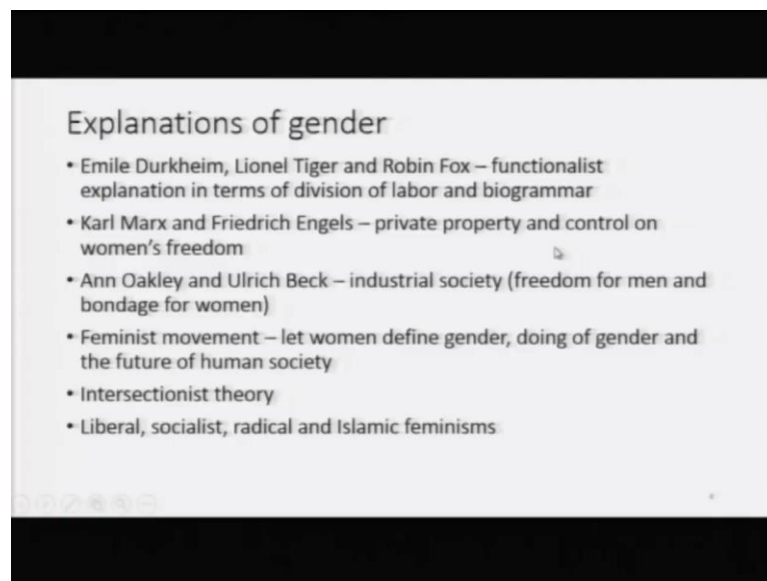 Explanations of gender
• Emile Durkheim, Lionel Tiger and Robin Fox – functionalist
explanation in terms of division of labor and biogrammar
• Karl Marx and Friedrich Engels – private property and control on
women's freedom
• Ann Oakley and Ulrich Beck – industrial society (freedom for men and
bondage for women)
• Feminist movement – let women define gender, doing of gender and
the future of human society
• Intersectionist theory
• Liberal, socialist, radical and Islamic feminisms